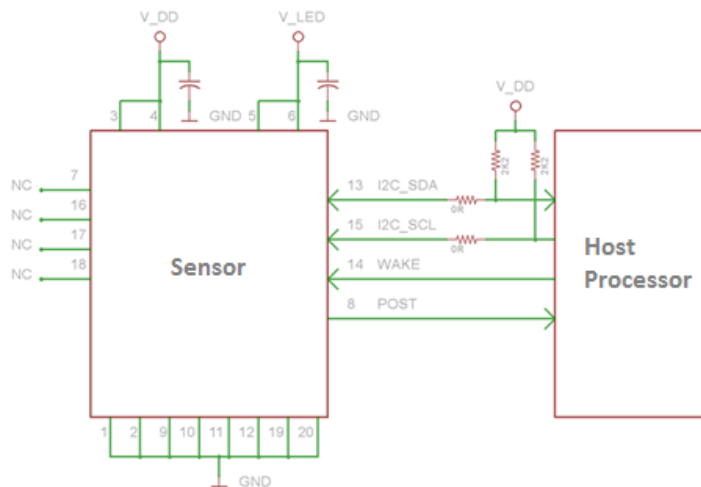 V_DD V_LED
V_DD
3 4 GND 5 6 GND
2K2 2K2
NC 7
13 I2C_SDA
0R
NC 16
15 I2C_SCL
0R
NC 17
Sensor
14 WAKE
Host
Processor
NC 18
8 POST
1 2 9 10 11 12 19 20
GND